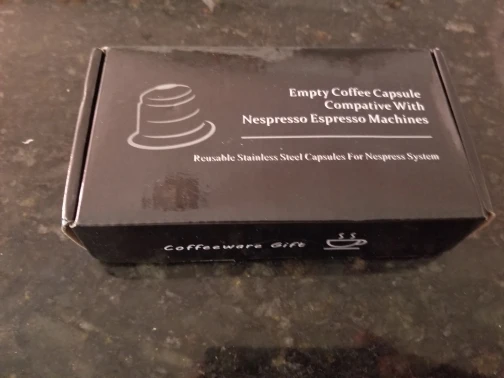 Empty Coffee Capsule
Compative With
Nespresso Espresso Machines
Reusable Stainless Steel Capsules For Nespress System
Coffeeware Gift